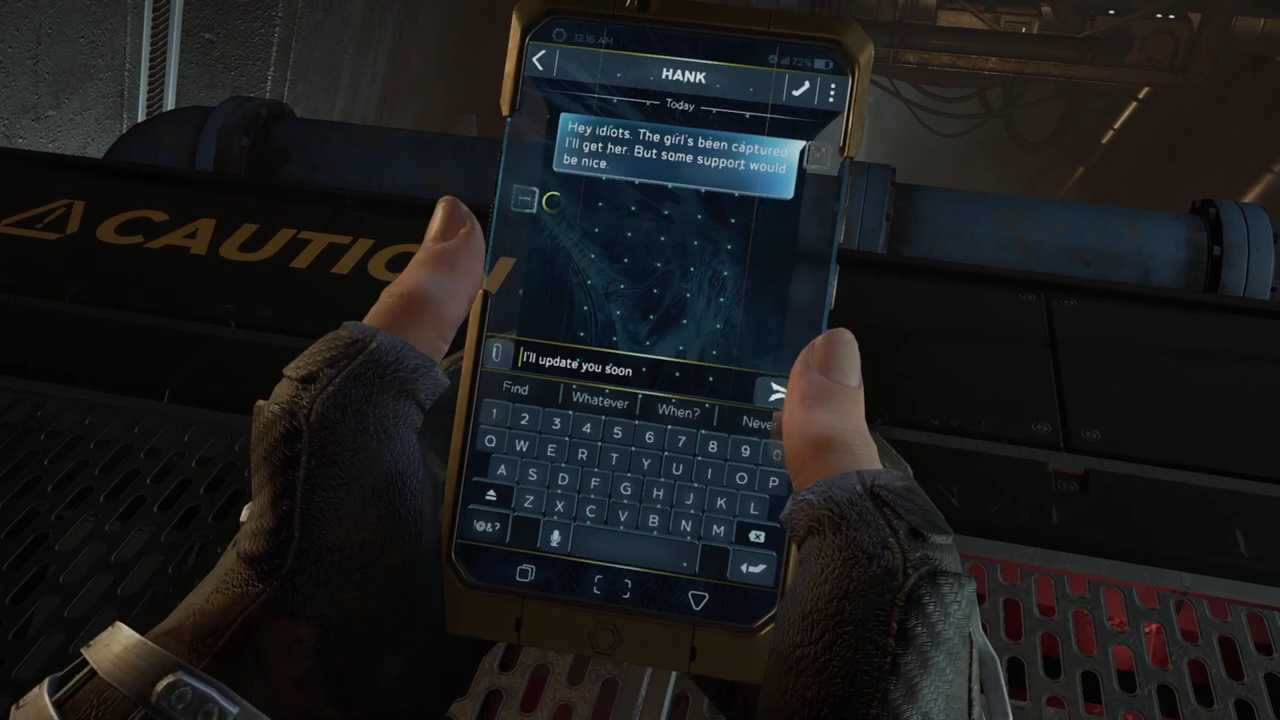 12:16 AM
72%
HANK
Today
Hey idiots. The girl's been captured
I'll get her. But some support would
be nice.
CAUTION
I'll update you soon
Find Whatever When? Never
1 2 3 4 5 6 7 8 9 0
Q W E R T Y U I O P
A S D F G H J K L
Z X C V B N M
!@&?